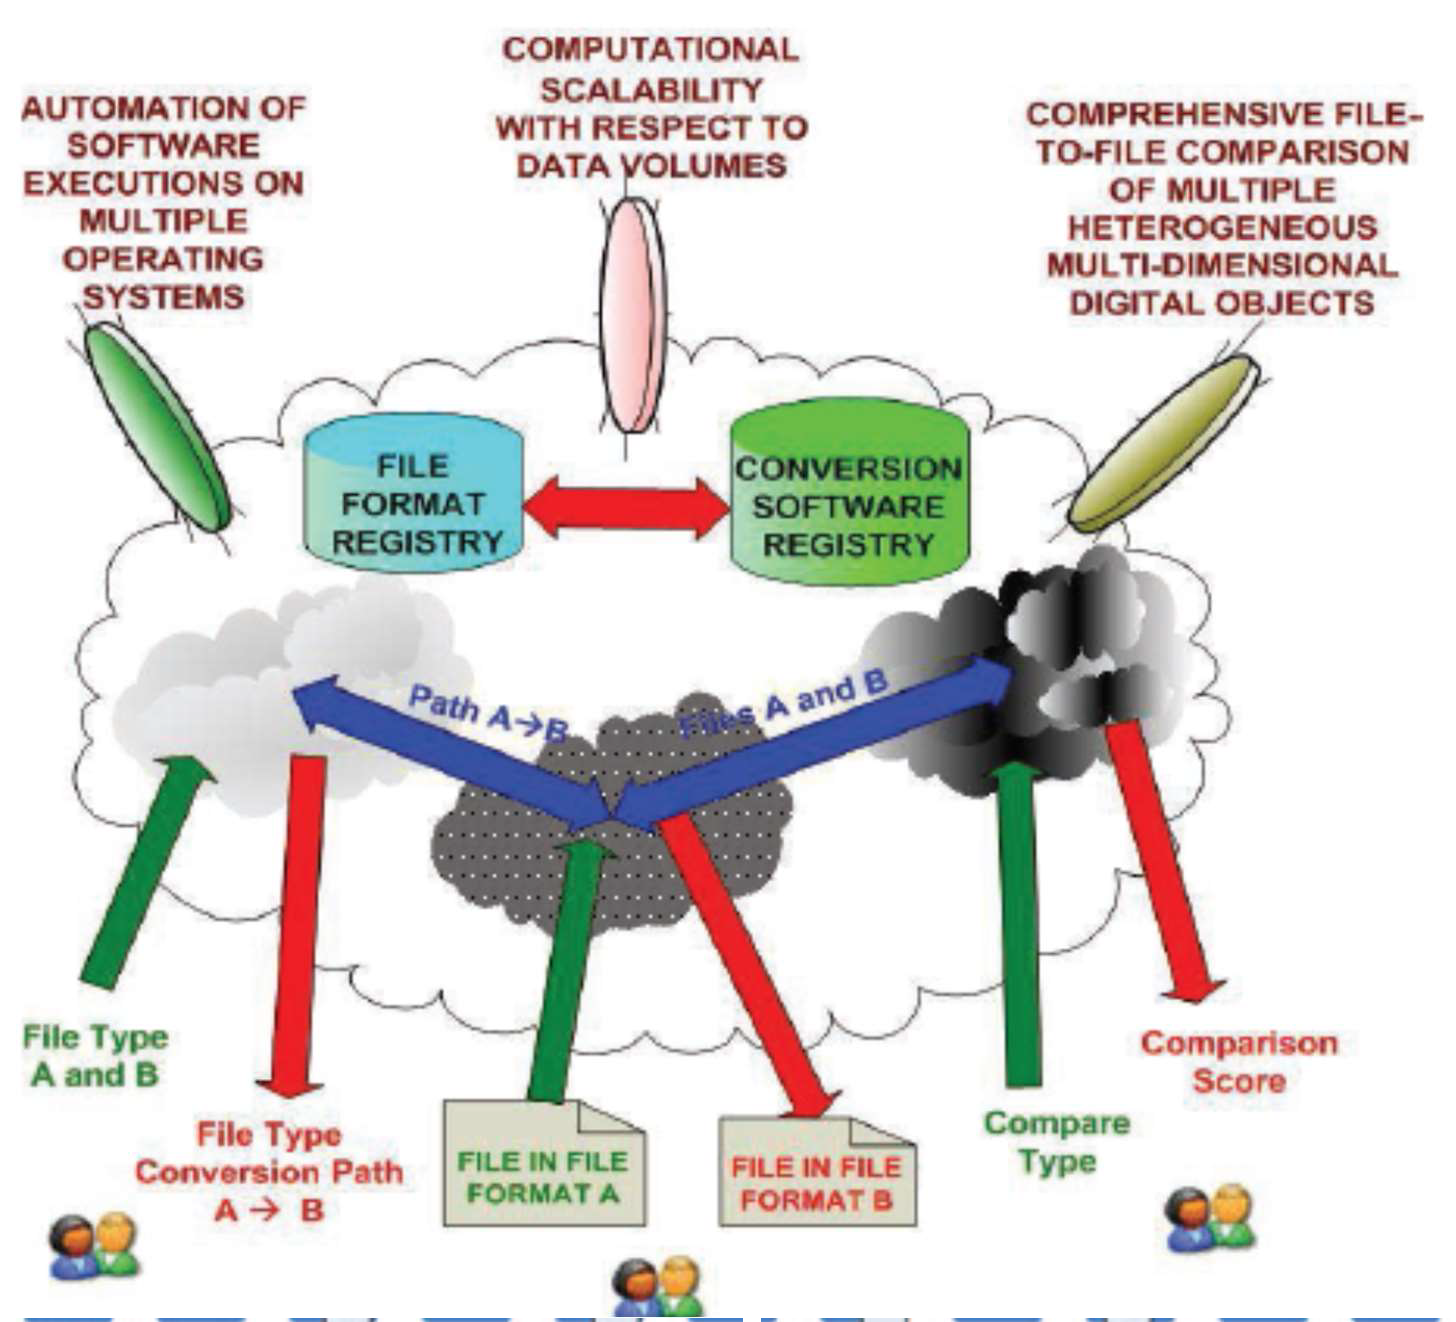 COMPUTATIONAL
SCALABILITY
WITH RESPECT TO
DATA VOLUMES
AUTOMATION OF
SOFTWARE
EXECUTIONS ON
MULTIPLE
OPERATING
SYSTEMS
COMPREHENSIVE FILE-
TO-FILE COMPARISON
OF MULTIPLE
HETEROGENEOUS
MULTI-DIMENSIONAL
DIGITAL OBJECTS
FILE
FORMAT
REGISTRY
CONVERSION
SOFTWARE
REGISTRY
Path A→B
Files A and B
File Type
A and B
File Type
Conversion Path
A → B
FILE IN FILE
FORMAT A
FILE IN FILE
FORMAT B
Compare
Type
Comparison
Score